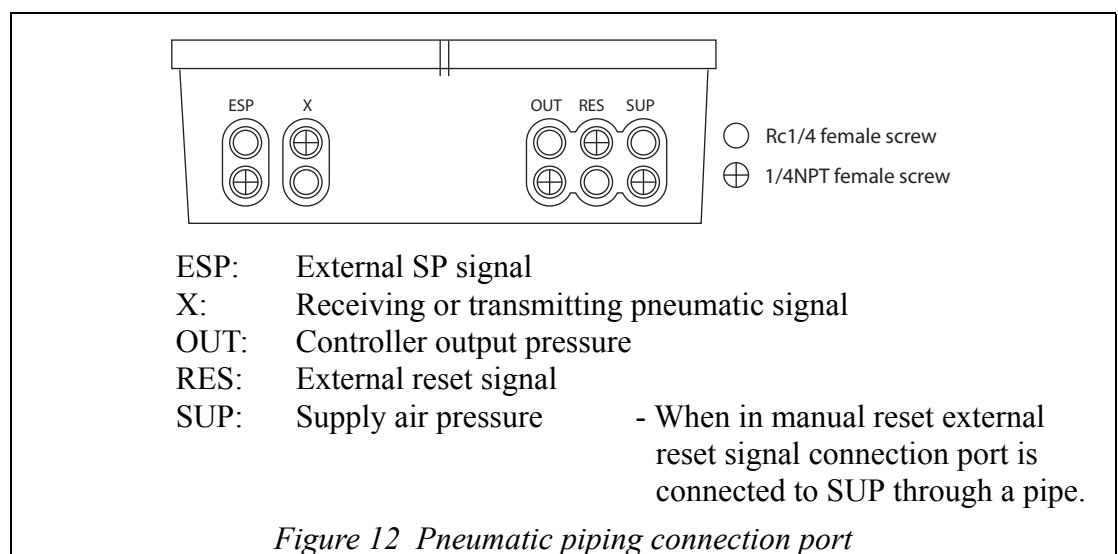 ESP X OUT RES SUP
Rc1/4 female screw
1/4NPT female screw
ESP: External SP signal
X: Receiving or transmitting pneumatic signal
OUT: Controller output pressure
RES: External reset signal
SUP: Supply air pressure - When in manual reset external
reset signal connection port is
connected to SUP through a pipe.
Figure 12 Pneumatic piping connection port